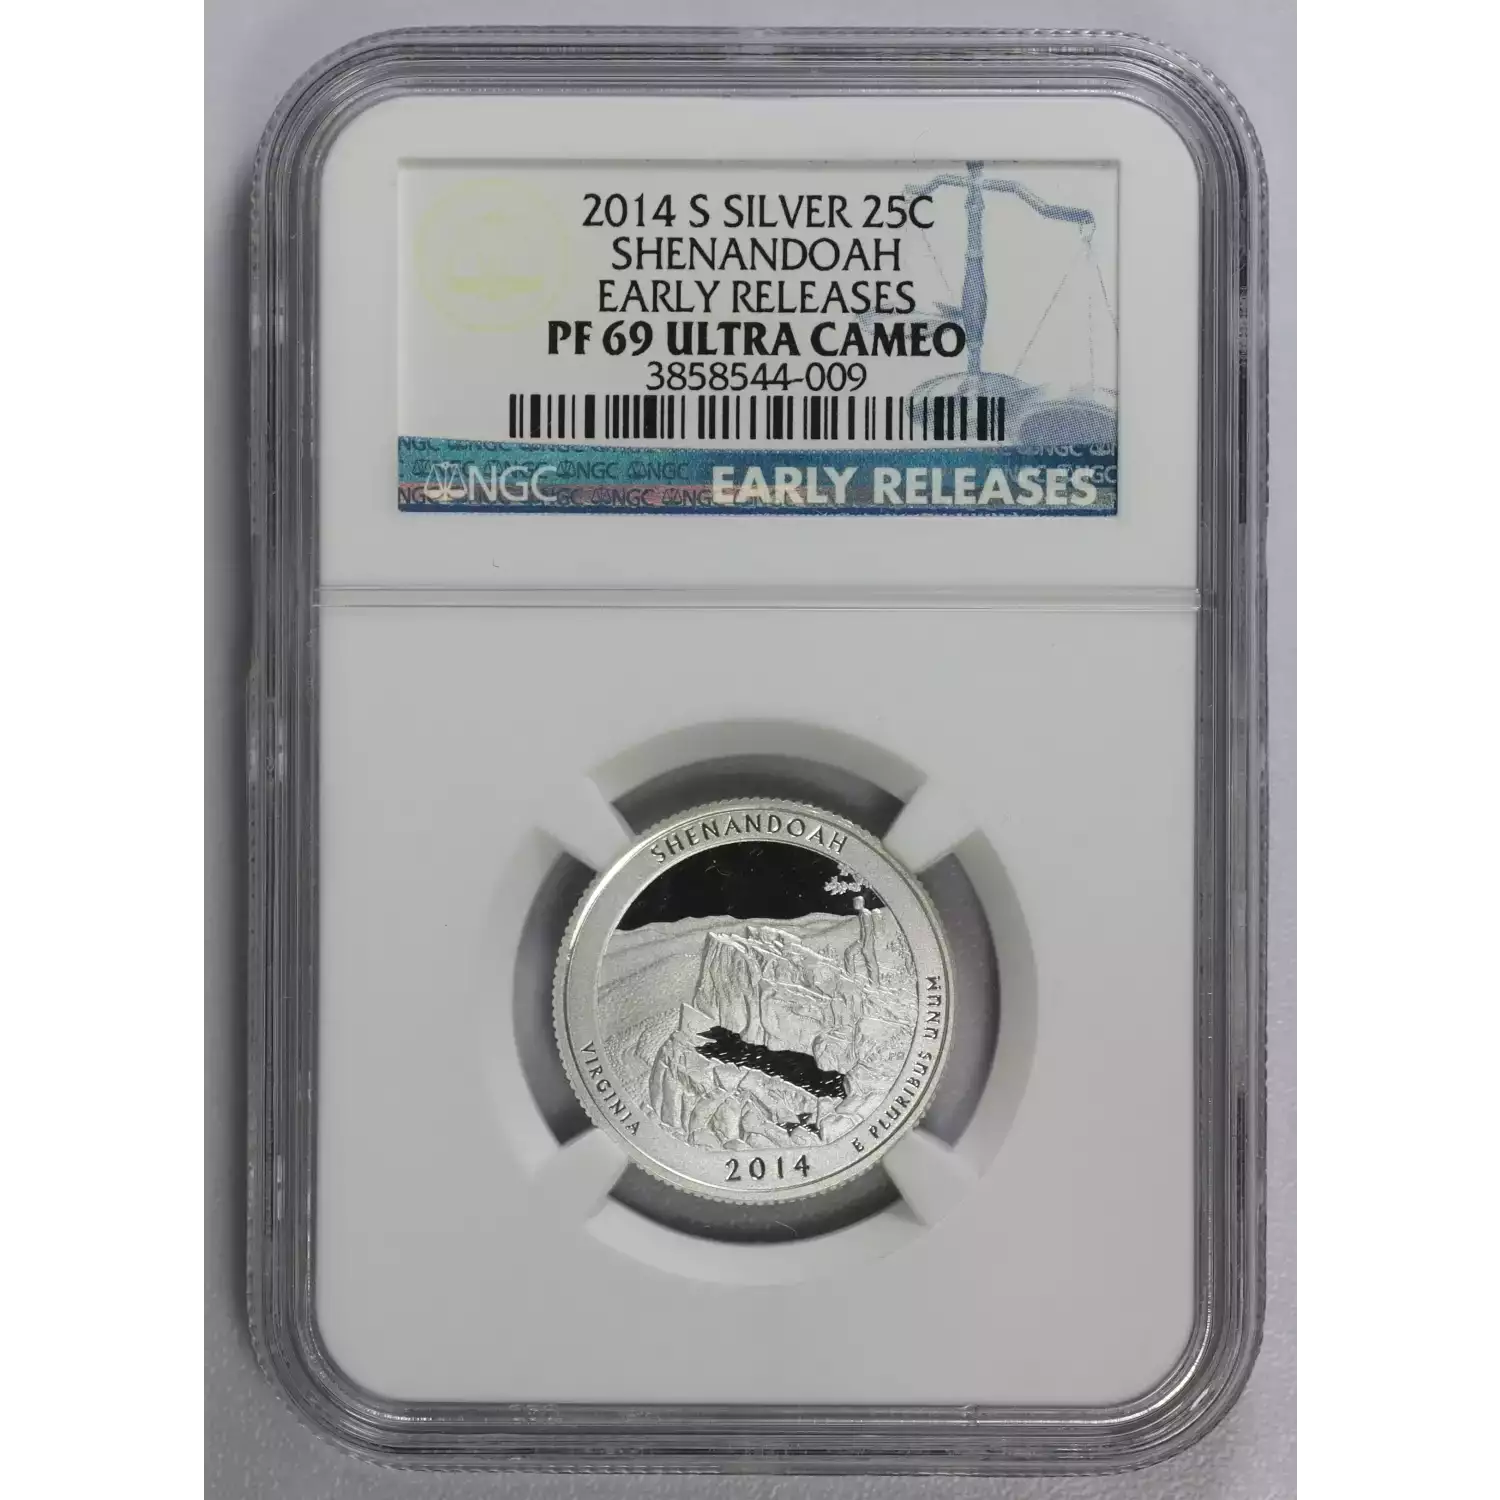 2014 S SILVER 25C
SHENANDOAH
EARLY RELEASES
PF 69 ULTRA CAMEO
3858544-009
NGC EARLY RELEASES
SHENANDOAH
VIRGINIA
2014
E PLURIBUS UNUM